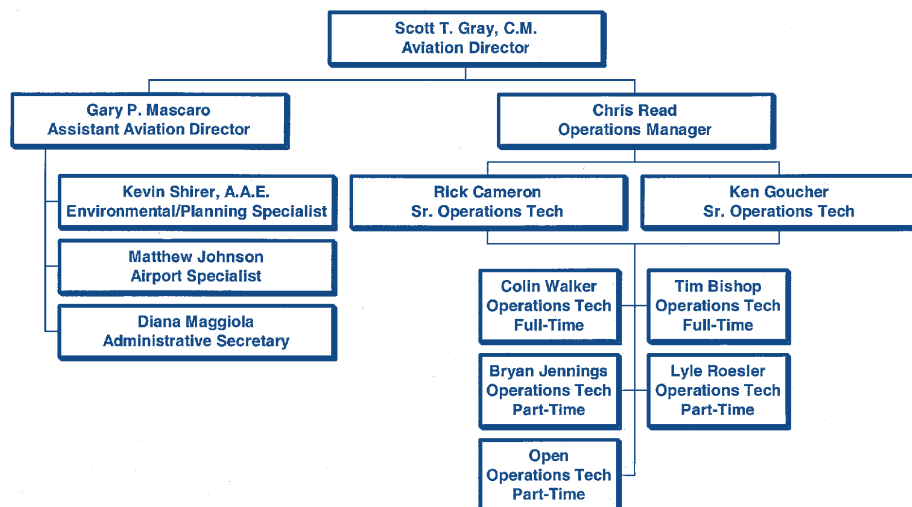 Scott T. Gray, C.M.
Aviation Director
Gary P. Mascaro
Assistant Aviation Director
Chris Read
Operations Manager
Kevin Shirer, A.A.E.
Environmental/Planning Specialist
Matthew Johnson
Airport Specialist
Diana Maggiola
Administrative Secretary
Rick Cameron
Sr. Operations Tech
Ken Goucher
Sr. Operations Tech
Colin Walker
Operations Tech
Full-Time
Tim Bishop
Operations Tech
Full-Time
Bryan Jennings
Operations Tech
Part-Time
Lyle Roesler
Operations Tech
Part-Time
Open
Operations Tech
Part-Time